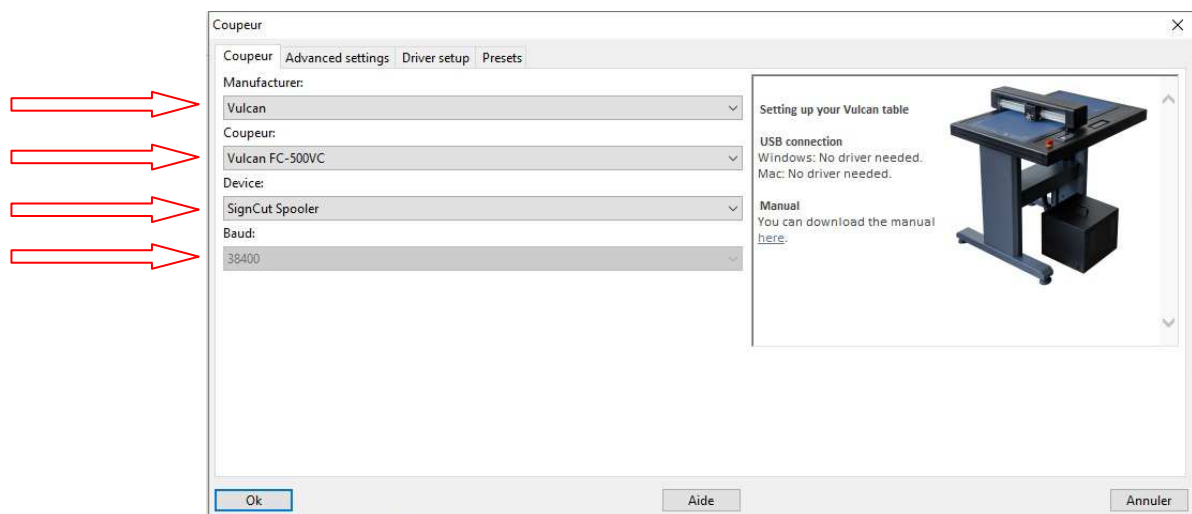 Coupeur
Coupeur Advanced settings Driver setup Presets
Manufacturer:
Vulcan
Coupeur:
Vulcan FC-500VC
Device:
SignCut Spooler
Baud:
38400
Setting up your Vulcan table
USB connection
Windows: No driver needed.
Mac: No driver needed.
Manual
You can download the manual
here.
Ok Aide Annuler